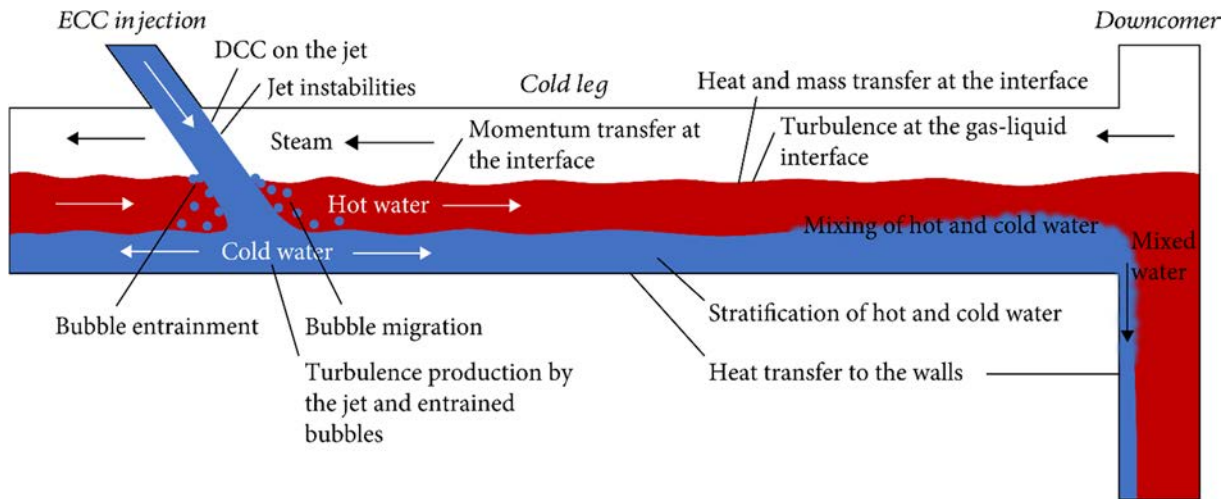 ECC injection
Downcomer
DCC on the jet
Jet instabilities
Cold leg
Heat and mass transfer at the interface
Steam
Momentum transfer at
the interface
Turbulence at the gas-liquid
interface
Hot water
Mixing of hot and cold water
Mixed
water
Cold water
Bubble entrainment
Bubble migration
Stratification of hot and cold water
Turbulence production by
the jet and entrained
bubbles
Heat transfer to the walls